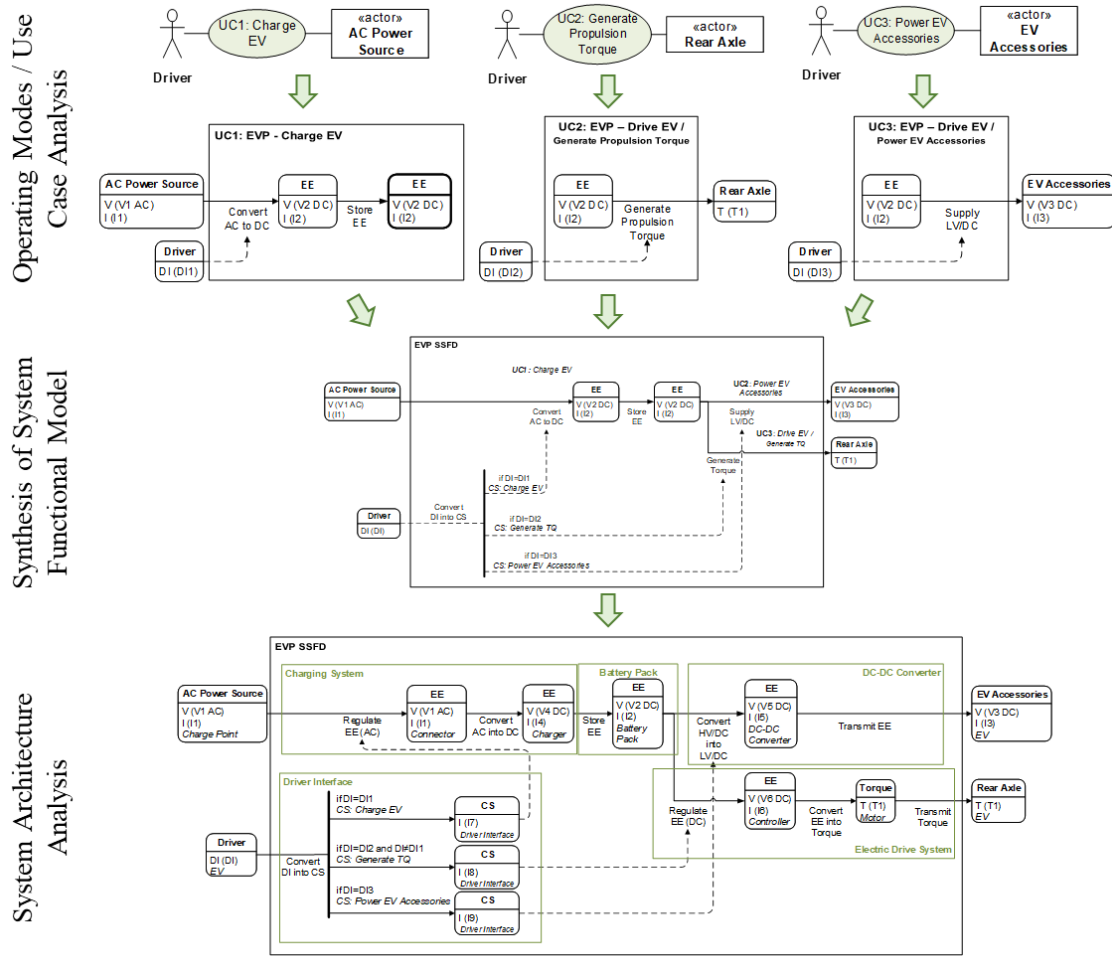 Operating Modes / Use
Case Analysis
UC1: Charge
EV
«actor»
AC Power
Source
Driver
UC2: Generate
Propulsion
Torque
«actor»
Rear Axle
Driver
UC3: Power EV
Accessories
«actor»
EV
Accessories
Driver
UC1: EVP - Charge EV
AC Power Source
V (V1 AC)
I (I1)
Convert
AC to DC
EE
V (V2 DC)
I (I2)
Store
EE
EE
V (V2 DC)
I (I2)
Driver
DI (DI1)
UC2: EVP – Drive EV /
Generate Propulsion Torque
EE
V (V2 DC)
I (I2)
Generate
Propulsion
Torque
Rear Axle
T (T1)
Driver
DI (DI2)
UC3: EVP – Drive EV /
Power EV Accessories
EE
V (V2 DC)
I (I2)
Supply
LV/DC
EV Accessories
V (V3 DC)
I (I3)
Driver
DI (DI3)
Synthesis of System
Functional Model
EVP SSFD
UC1: Charge EV
AC Power Source
V (V1 AC)
I (I1)
Convert
AC to DC
EE
V (V2 DC)
I (I2)
Store
EE
EE
V (V2 DC)
I (I2)
UC2: Power EV
Accessories
Supply
LV/DC
EV Accessories
V (V3 DC)
I (I3)
UC3: Drive EV /
Generate TQ
Generate
Torque
Rear Axle
T (T1)
Driver
DI (DI)
Convert
DI into CS
if DI=DI1
CS: Charge EV
if DI=DI2
CS: Generate TQ
if DI=DI3
CS: Power EV Accessories
System Architecture
Analysis
EVP SSFD
Charging System
Battery Pack
DC-DC Converter
AC Power Source
V (V1 AC)
I (I1)
Charge Point
Regulate
EE (AC)
EE
V (V1 AC)
I (I1)
Connector
Convert
AC into DC
EE
V (V4 DC)
I (I4)
Charger
Store
EE
EE
V (V2 DC)
I (I2)
Battery
Pack
Convert
HV/DC
into
LV/DC
EE
V (V5 DC)
I (I5)
DC-DC
Converter
Transmit EE
EV Accessories
V (V3 DC)
I (I3)
EV
Driver Interface
if DI=DI1
CS: Charge EV
CS
I (I7)
Driver Interface
Driver
DI (DI)
EV
Convert
DI into CS
if DI=DI2 and DI≠DI1
CS: Generate TQ
CS
I (I8)
Driver Interface
if DI=DI3
CS: Power EV Accessories
CS
I (I9)
Driver Interface
Regulate
EE (DC)
EE
V (V6 DC)
I (I6)
Controller
Convert
EE into
Torque
Torque
T (T1)
Motor
Transmit
Torque
Rear Axle
T (T1)
EV
Electric Drive System